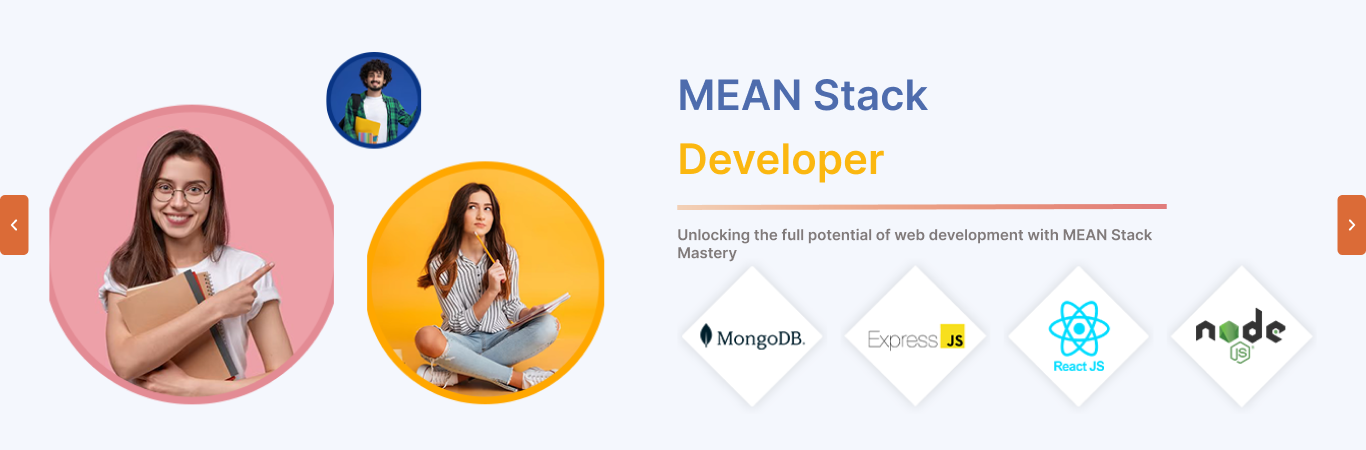 MEAN Stack
Developer
Unlocking the full potential of web development with MEAN Stack
Mastery
MongoDB.
Express JS
React JS
node
JS